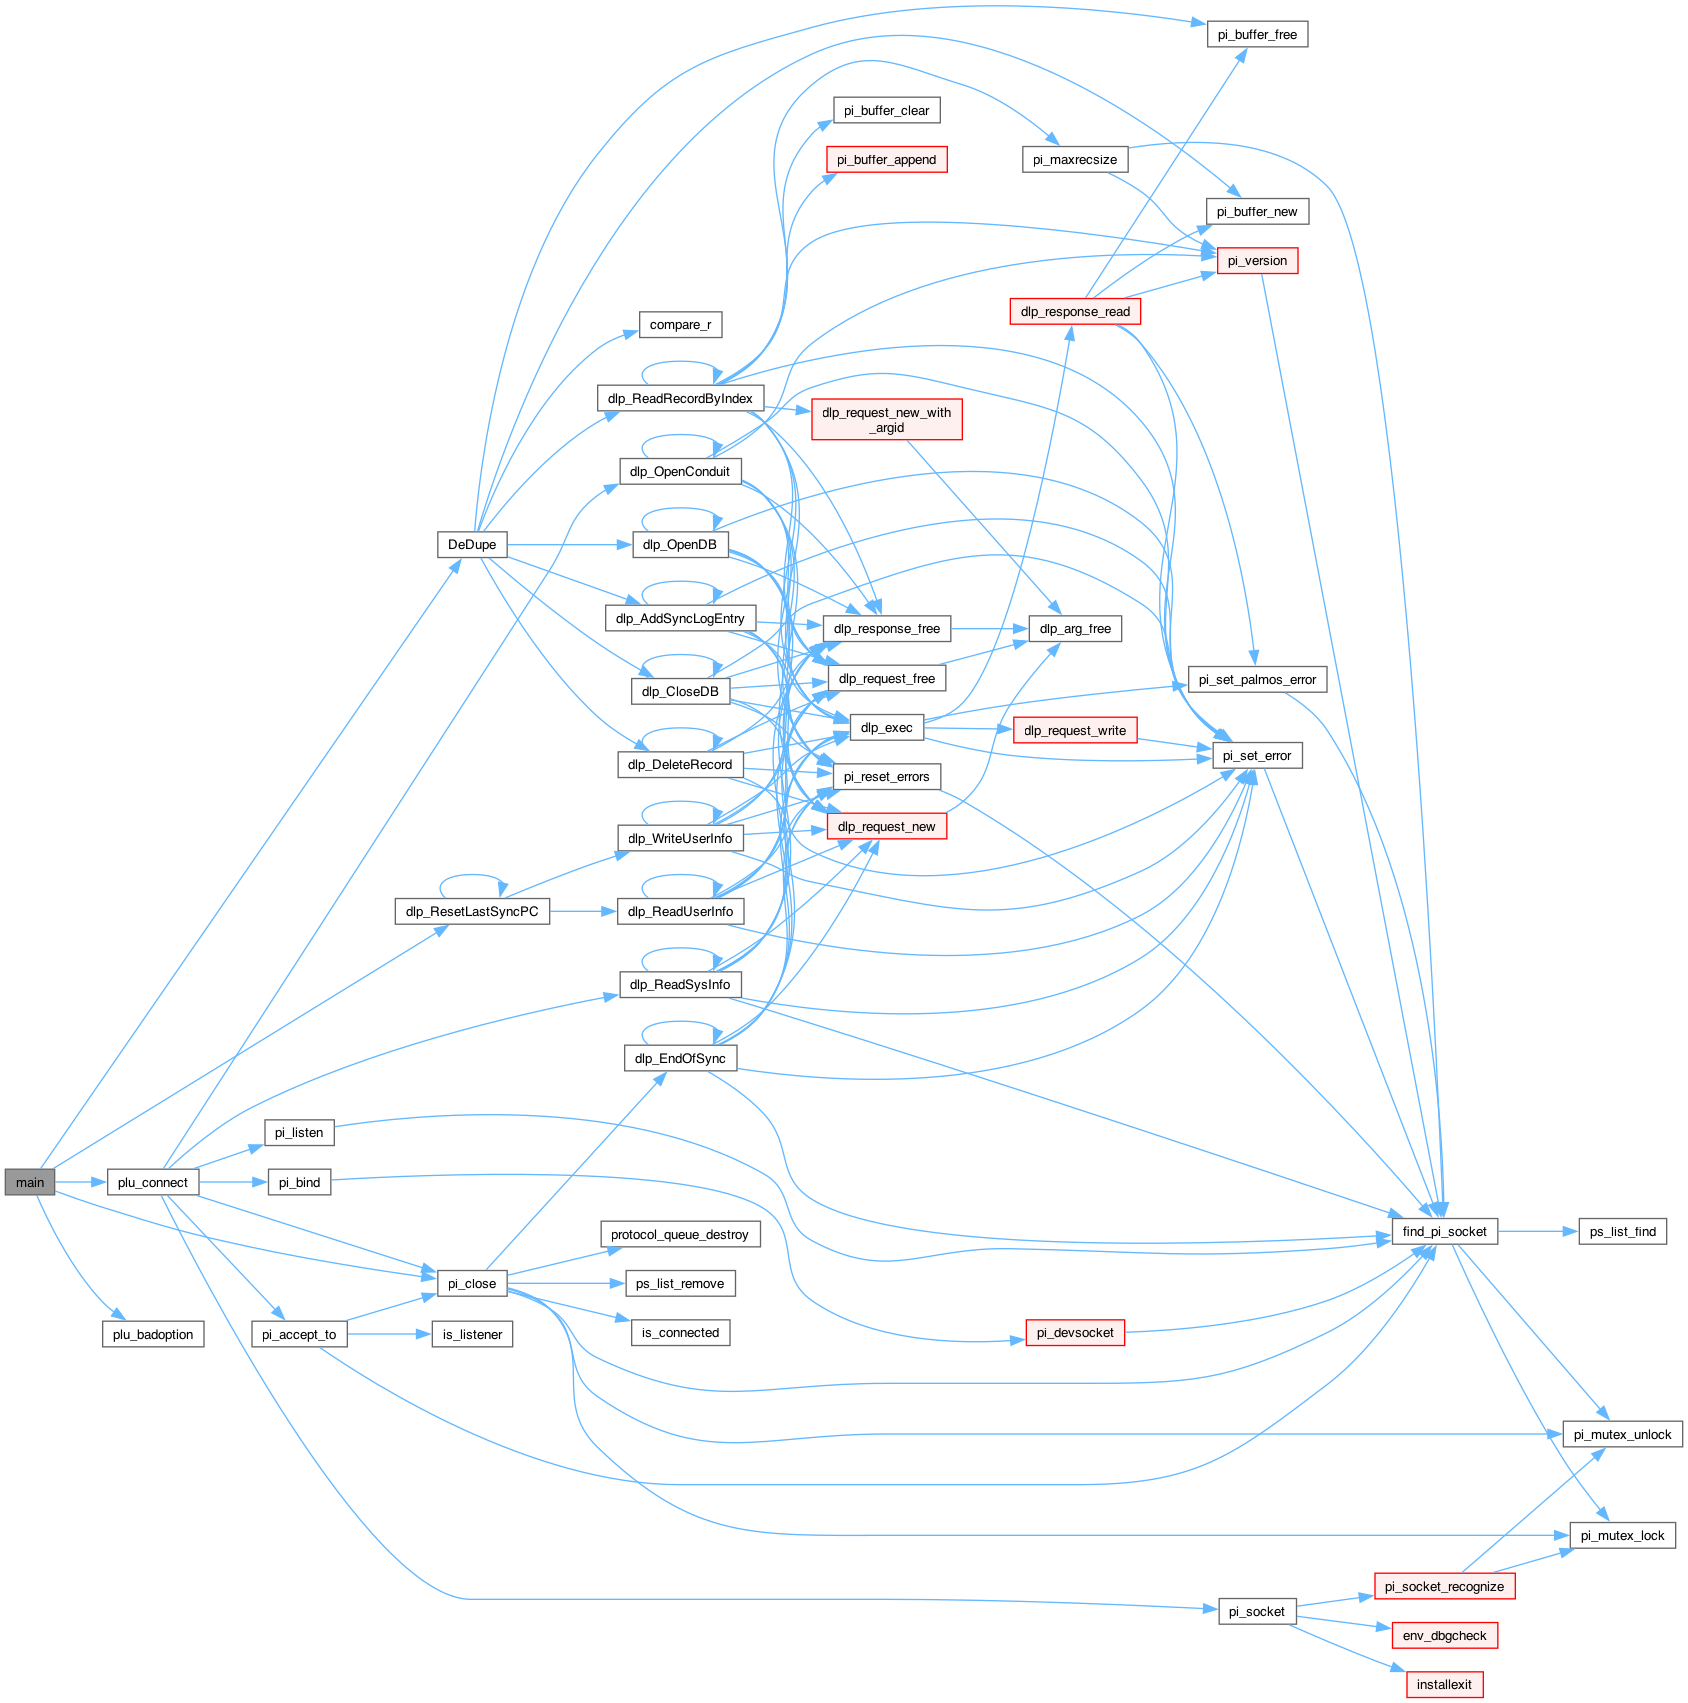 pi_buffer_free
pi_buffer_clear
pi_buffer_append
pi_maxrecsize
pi_buffer_new
pi_version
dlp_response_read
compare_r
dlp_ReadRecordByIndex
dlp_request_new_with
_argid
dlp_OpenConduit
DeDupe
dlp_OpenDB
dlp_AddSyncLogEntry
dlp_response_free
dlp_arg_free
dlp_CloseDB
dlp_request_free
pi_set_palmos_error
dlp_exec
dlp_request_write
dlp_DeleteRecord
pi_set_error
pi_reset_errors
dlp_WriteUserInfo
dlp_request_new
dlp_ResetLastSyncPC
dlp_ReadUserInfo
dlp_ReadSysInfo
dlp_EndOfSync
pi_listen
main
plu_connect
pi_bind
protocol_queue_destroy
find_pi_socket
ps_list_find
pi_close
ps_list_remove
plu_badoption
pi_accept_to
is_listener
is_connected
pi_devsocket
pi_mutex_unlock
pi_mutex_lock
pi_socket_recognize
pi_socket
env_dbgcheck
installexit